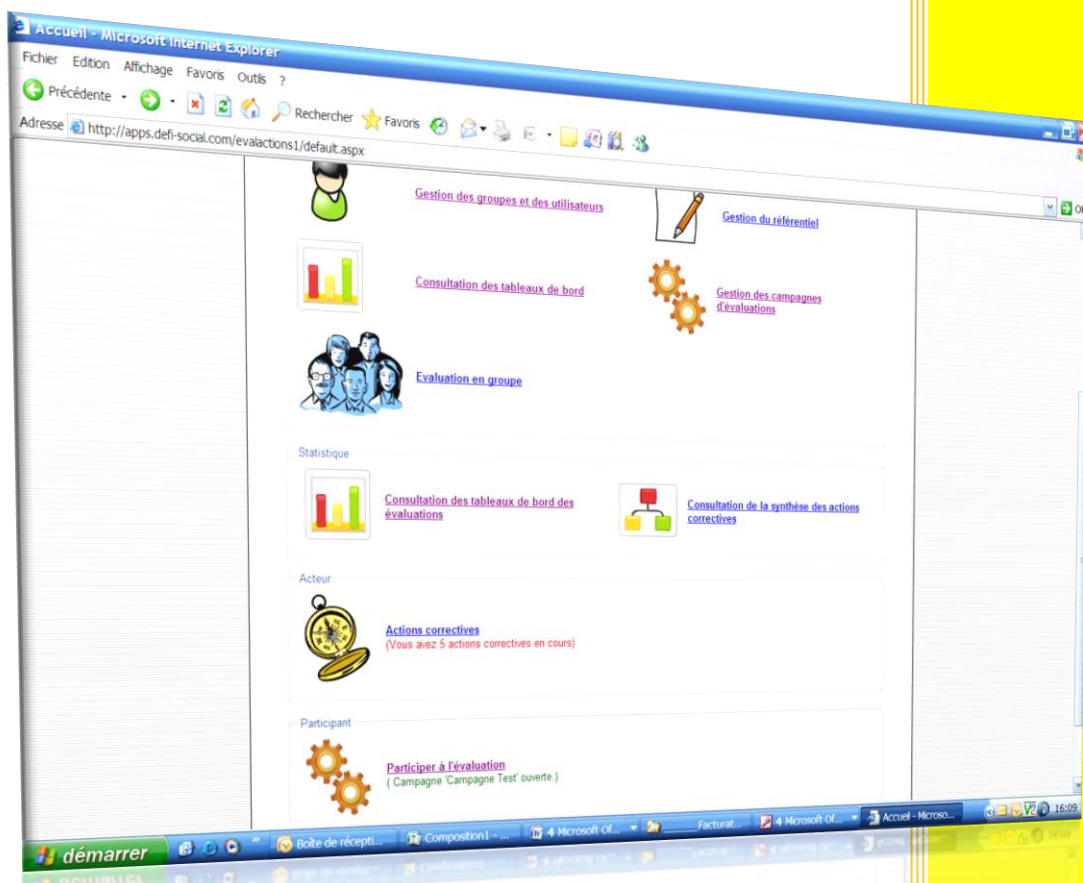 Accueil - Microsoft Internet Explorer
Fichier Edition Affichage Favoris Outils ?
Précédente Rechercher Favoris
Adresse http://apps.defi-social.com/evalactions1/default.aspx
Gestion des groupes et des utilisateurs
Gestion du référentiel
Consultation des tableaux de bord
Gestion des campagnes
d'évaluations
Evaluation en groupe
Statistique
Consultation des tableaux de bord des
évaluations
Consultation de la synthèse des actions
correctives
Acteur
Actions correctives
(Vous avez 5 actions correctives en cours)
Participant
Participer à l'évaluation
( Campagne 'Campagne Test' ouverte.)
démarrer » Boîte de récepti... Composition1 - ... 4 Microsoft Of... Facturat... 4 Microsoft Of... Accueil - Microso... 16:09